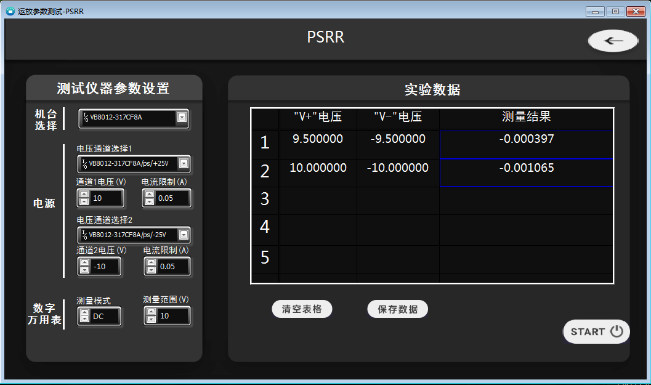 运放参数测试 -PSRR
PSRR
测试仪器参数设置
机台
选择
VB8012-317CF8A
电源
电压通道选择1
VB8012-317CF8A/ps/+25V
通道1电压(V) 电流限制(A)
10 0.05
电压通道选择2
VB8012-317CF8A/ps/-25V
通道2电压(V) 电流限制(A)
-10 0.05
数字
万用表
测量模式 测量范围(V)
DC 10
实验数据
"V+"电压 "V-"电压 测量结果
1 9.500000 -9.500000 -0.000397
2 10.000000 -10.000000 -0.001065
3
4
5
清空表格 保存数据
START